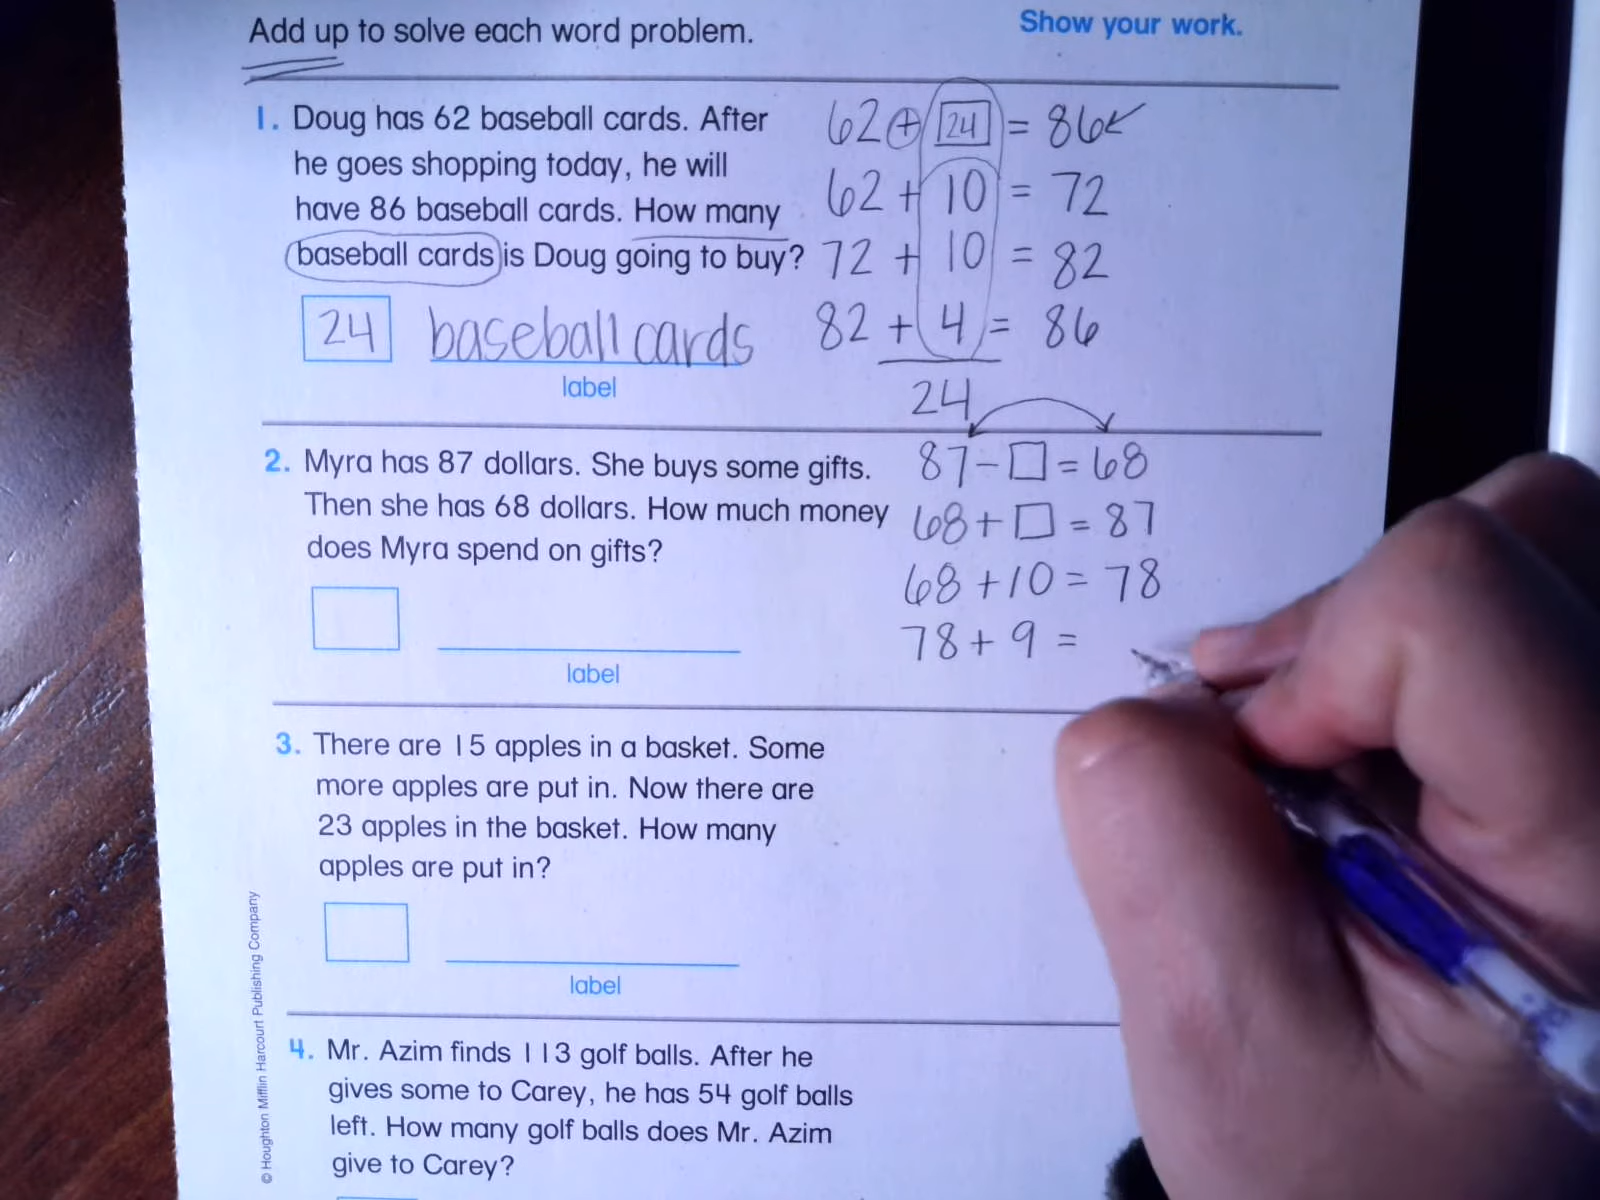 Add up to solve each word problem.
Show your work.
1. Doug has 62 baseball cards. After
he goes shopping today, he will
have 86 baseball cards. How many
baseball cards is Doug going to buy?
24 baseball cards
label
62 + 24 = 86
62 + 10 = 72
72 + 10 = 82
82 + 4 = 86
24
2. Myra has 87 dollars. She buys some gifts.
Then she has 68 dollars. How much money
does Myra spend on gifts?
label
87 - □ = 68
68 + □ = 87
68 + 10 = 78
78 + 9 =
3. There are 15 apples in a basket. Some
more apples are put in. Now there are
23 apples in the basket. How many
apples are put in?
label
4. Mr. Azim finds 113 golf balls. After he
gives some to Carey, he has 54 golf balls
left. How many golf balls does Mr. Azim
give to Carey?
© Houghton Mifflin Harcourt Publishing Company